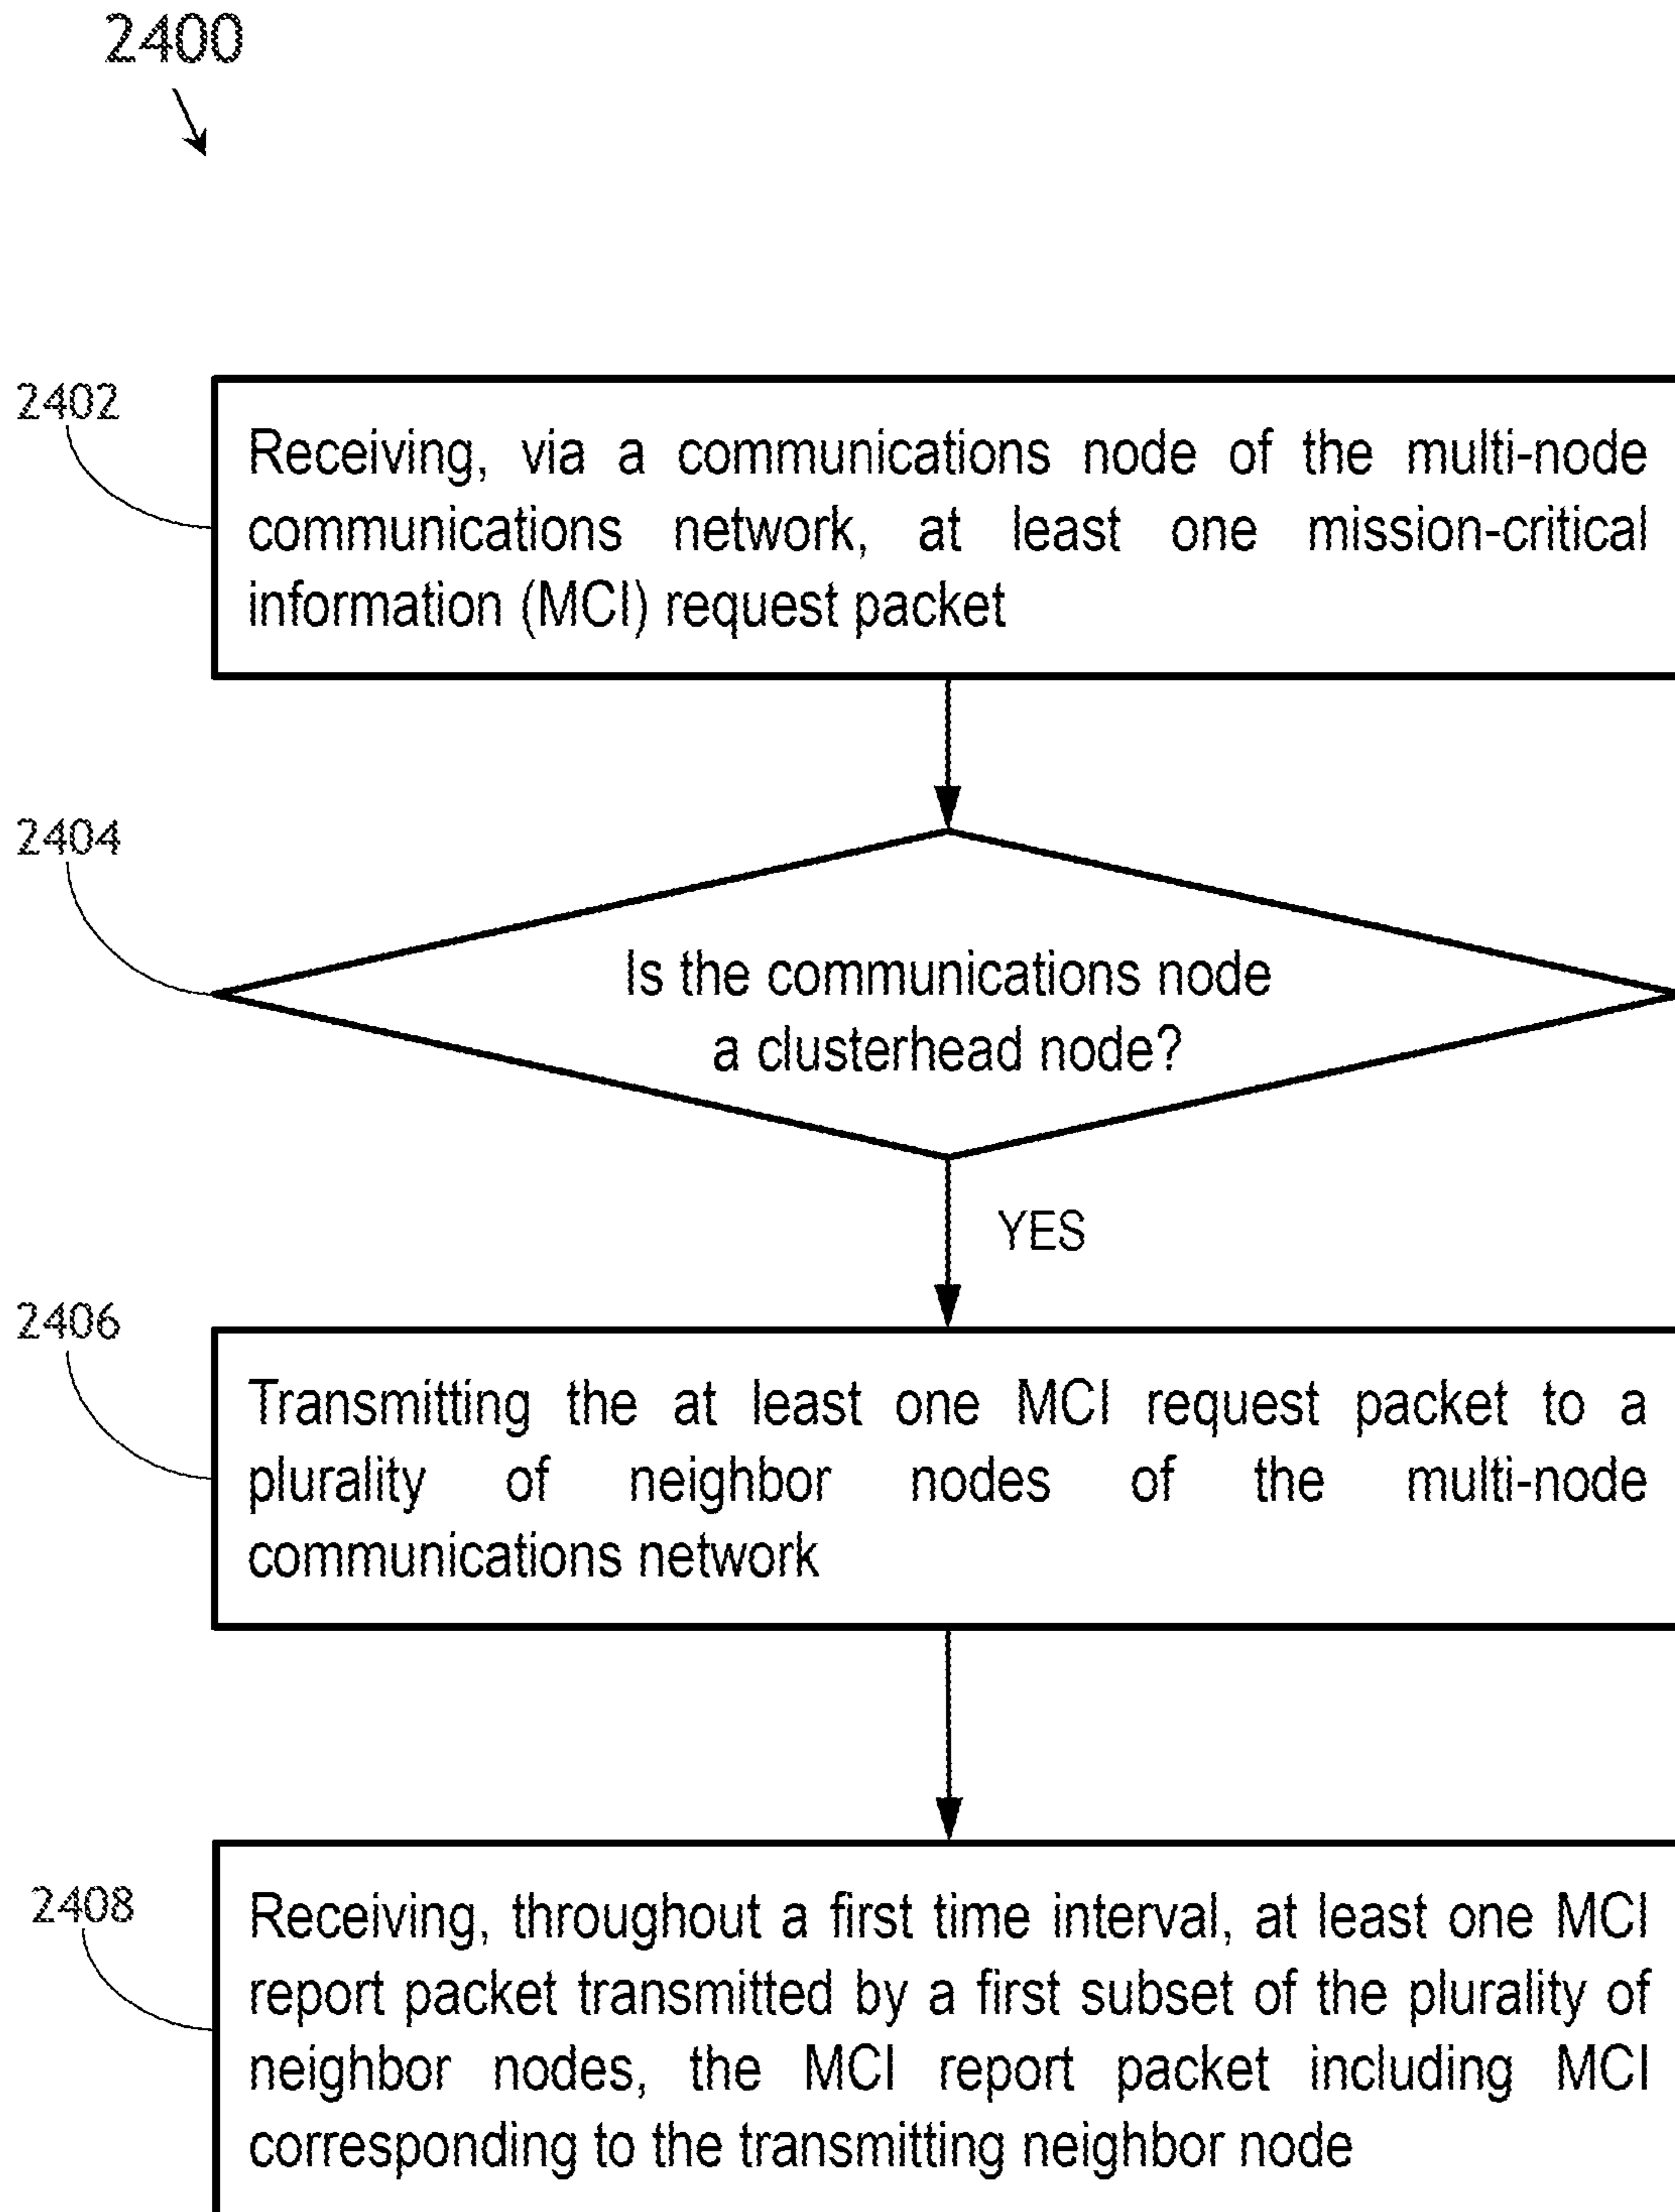 2400
2402
Receiving, via a communications node of the multi-node
communications network, at least one mission-critical
information (MCI) request packet
2404
Is the communications node
a clusterhead node?
YES
2406
Transmitting the at least one MCI request packet to a
plurality of neighbor nodes of the multi-node
communications network
2408
Receiving, throughout a first time interval, at least one MCI
report packet transmitted by a first subset of the plurality of
neighbor nodes, the MCI report packet including MCI
corresponding to the transmitting neighbor node